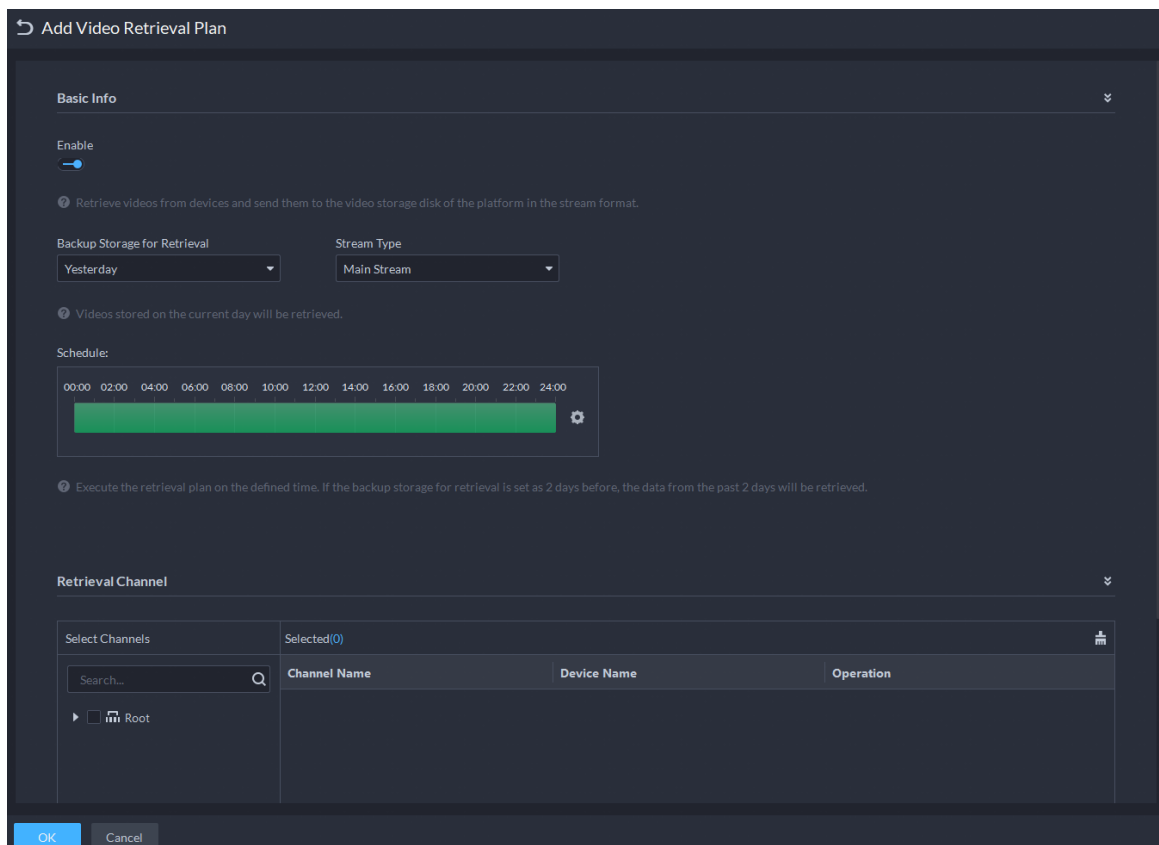 Add Video Retrieval Plan
Basic Info
Enable
Retrieve videos from devices and send them to the video storage disk of the platform in the stream format.
Backup Storage for Retrieval Stream Type
Yesterday Main Stream
Videos stored on the current day will be retrieved.
Schedule:
00:00 02:00 04:00 06:00 08:00 10:00 12:00 14:00 16:00 18:00 20:00 22:00 24:00
Execute the retrieval plan on the defined time. If the backup storage for retrieval is set as 2 days before, the data from the past 2 days will be retrieved.
Retrieval Channel
Select Channels Selected(0)
Search... Channel Name Device Name Operation
Root
OK Cancel